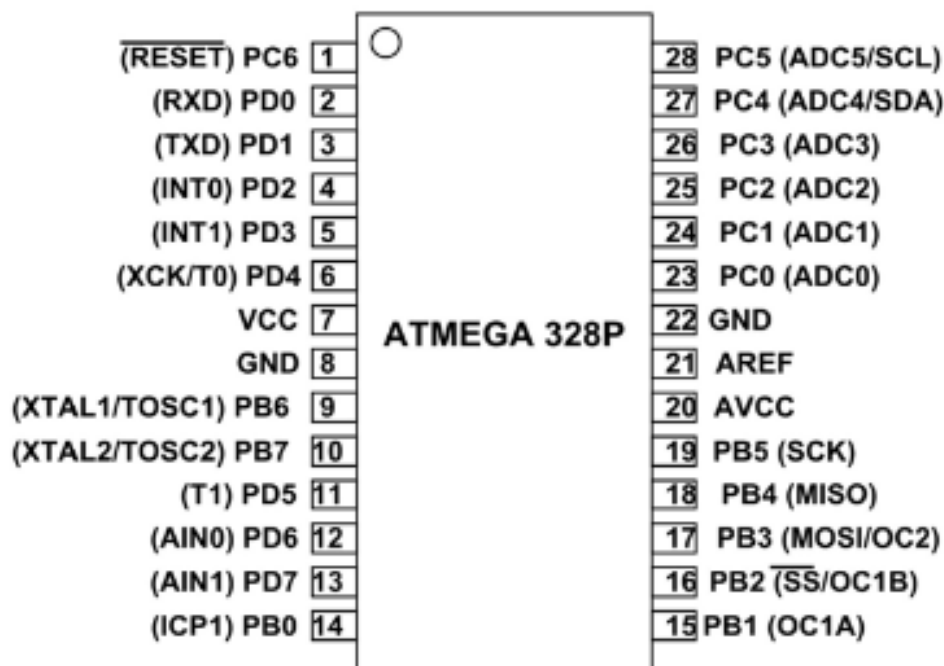 (RESET) PC6 1
(RXD) PD0 2
(TXD) PD1 3
(INT0) PD2 4
(INT1) PD3 5
(XCK/T0) PD4 6
VCC 7
GND 8
(XTAL1/TOSC1) PB6 9
(XTAL2/TOSC2) PB7 10
(T1) PD5 11
(AIN0) PD6 12
(AIN1) PD7 13
(ICP1) PB0 14
ATMEGA 328P
28 PC5 (ADC5/SCL)
27 PC4 (ADC4/SDA)
26 PC3 (ADC3)
25 PC2 (ADC2)
24 PC1 (ADC1)
23 PC0 (ADC0)
22 GND
21 AREF
20 AVCC
19 PB5 (SCK)
18 PB4 (MISO)
17 PB3 (MOSI/OC2)
16 PB2 (SS/OC1B)
15 PB1 (OC1A)